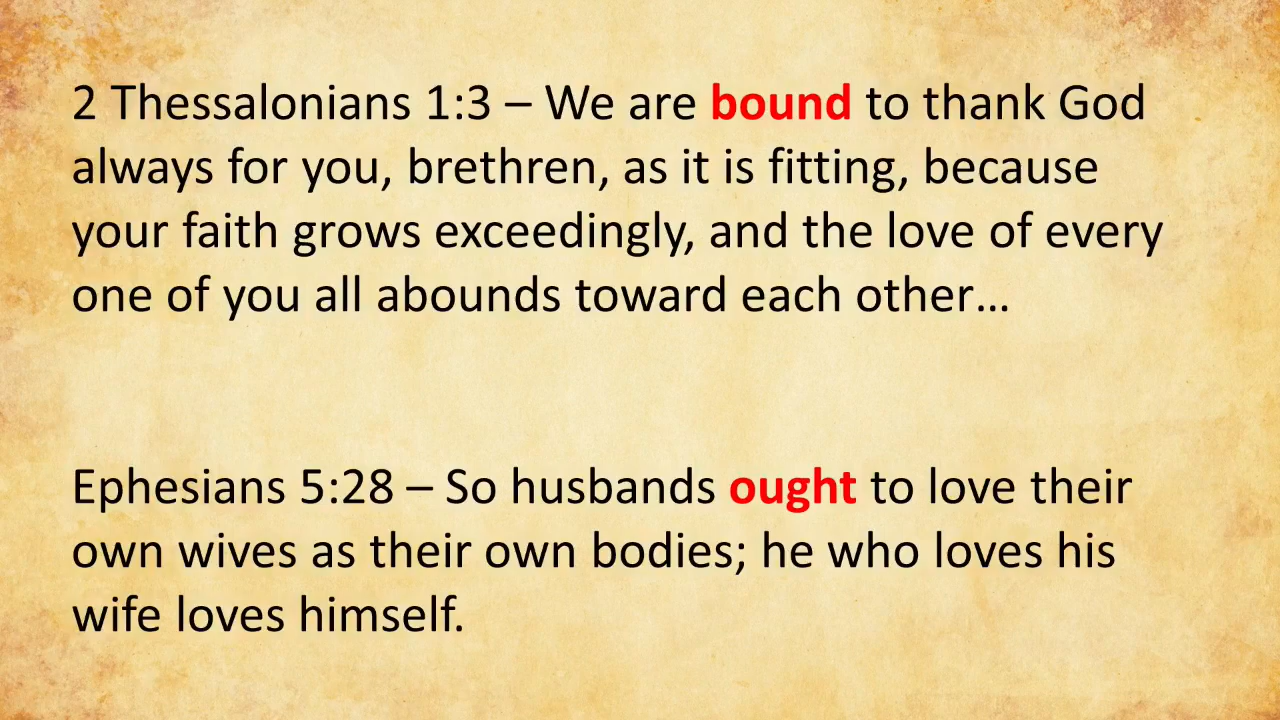 2 Thessalonians 1:3 – We are bound to thank God
always for you, brethren, as it is fitting, because
your faith grows exceedingly, and the love of every
one of you all abounds toward each other…
Ephesians 5:28 – So husbands ought to love their
own wives as their own bodies; he who loves his
wife loves himself.